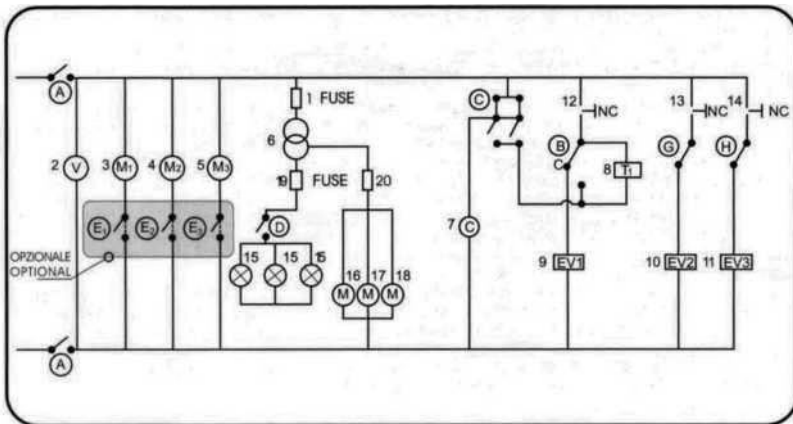 A
1 FUSE
C
12
NC
13
NC
14
NC
B
C
G
H
6
2 V
3 M1
4 M2
5 M3
19 FUSE
20
8 T1
E1
E2
E3
D
7 C
OPZIONALE
OPTIONAL
15
15
15
16 M
17 M
18 M
9 EV1
10 EV2
11 EV3
A